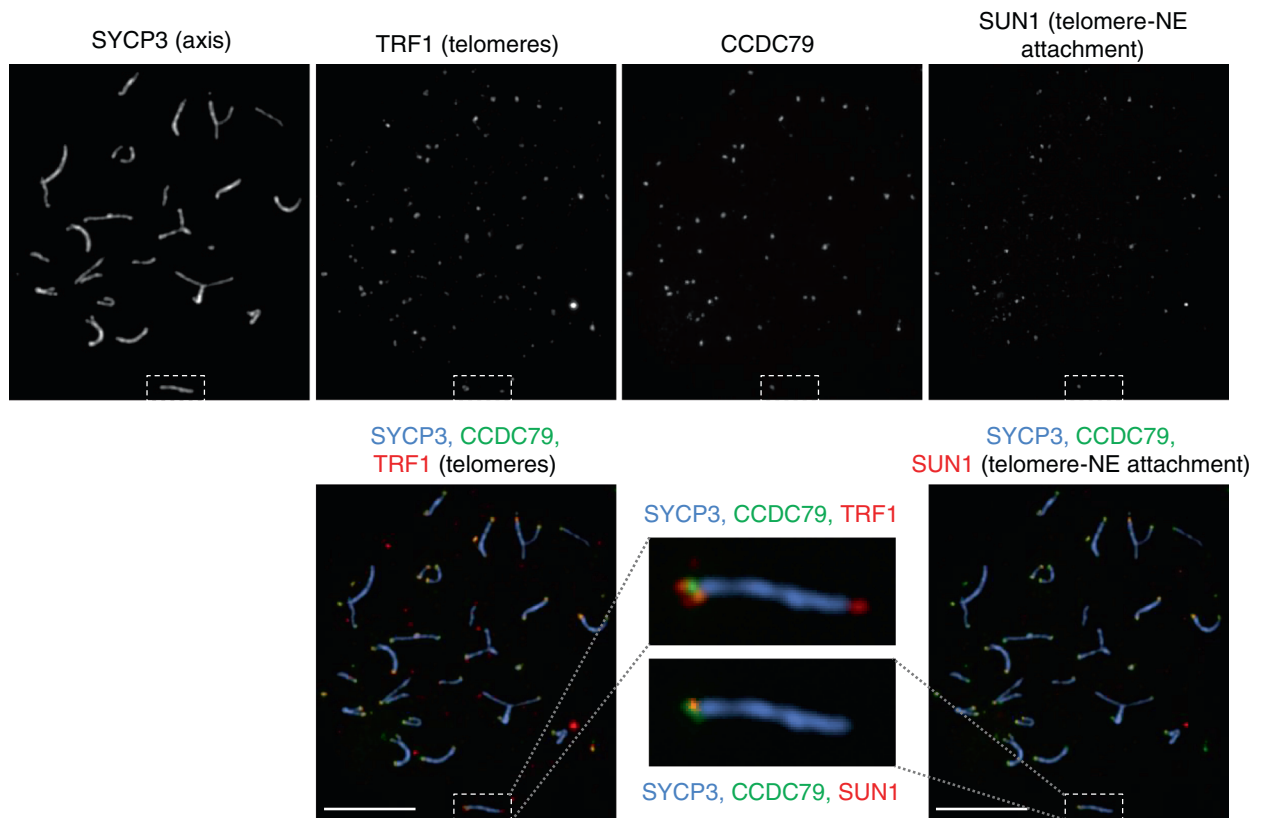 SYCP3 (axis)
TRF1 (telomeres)
CCDC79
SUN1 (telomere-NE
attachment)
SYCP3, CCDC79,
TRF1 (telomeres)
SYCP3, CCDC79,
SUN1 (telomere-NE attachment)
SYCP3, CCDC79, TRF1
SYCP3, CCDC79, SUN1